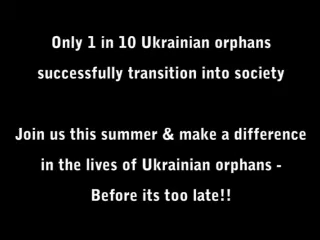 Only 1 in 10 Ukrainian orphans
successfully transition into society
Join us this summer & make a difference
in the lives of Ukrainian orphans -
Before its too late!!